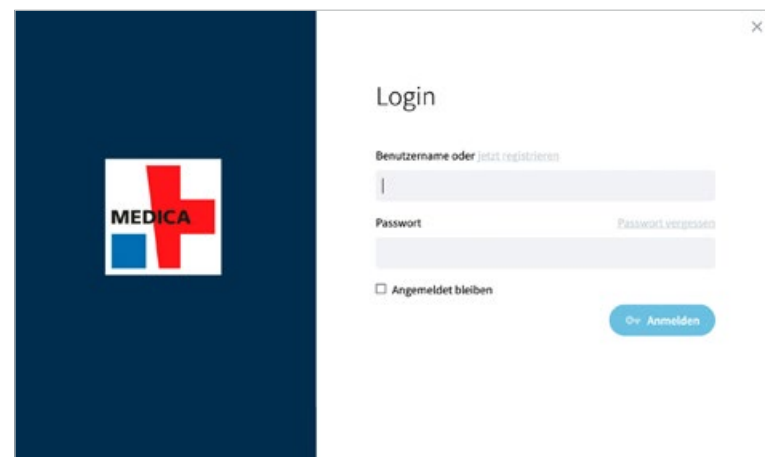 Login
Benutzername oder Jetzt registrieren
MEDICA
Passwort Passwort vergessen
Angemeldet bleiben
Anmelden